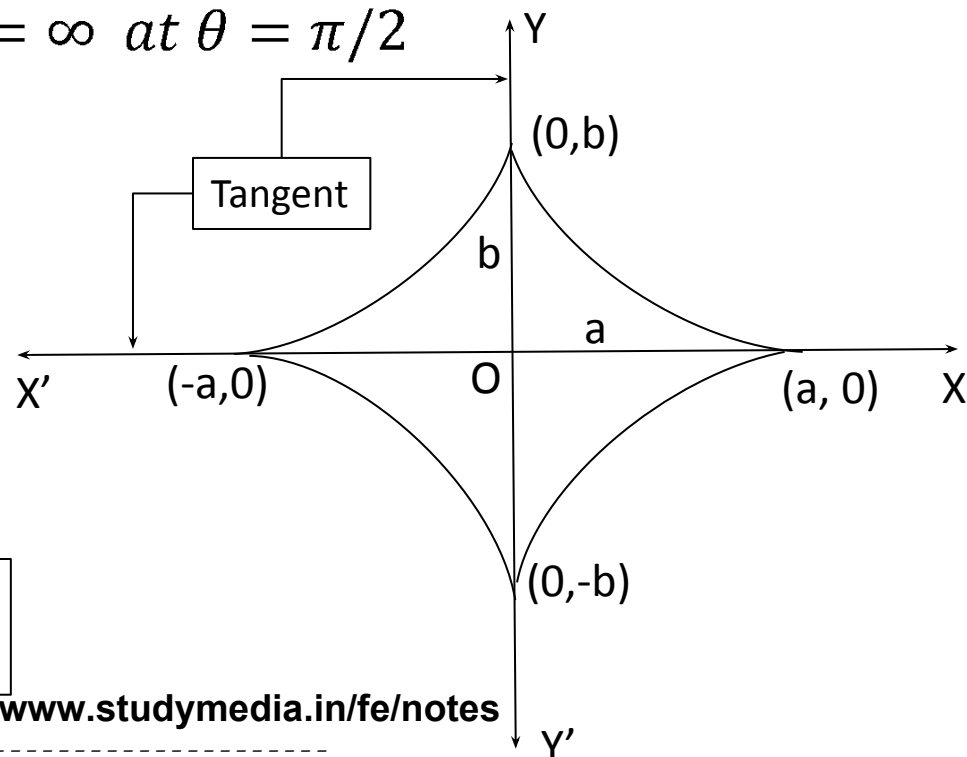 = ∞ at θ = π/2
Y
(0,b)
Tangent
b
a
X’
(-a,0)
O
(a, 0)
X
(0,-b)
www.studymedia.in/fe/notes
Y’